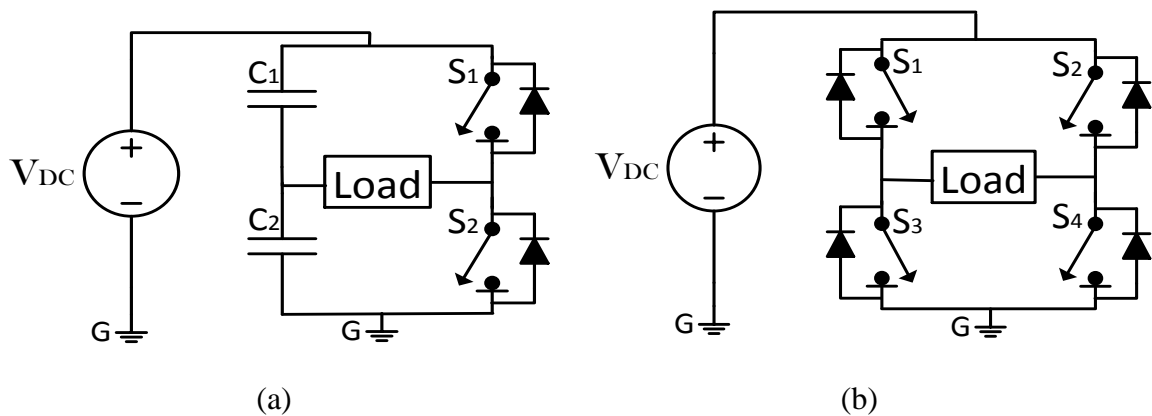 C1
S1
+
VDC
−
Load
C2
S2
G
G
(a)
S1
S2
+
VDC
−
Load
S3
S4
G
G
(b)